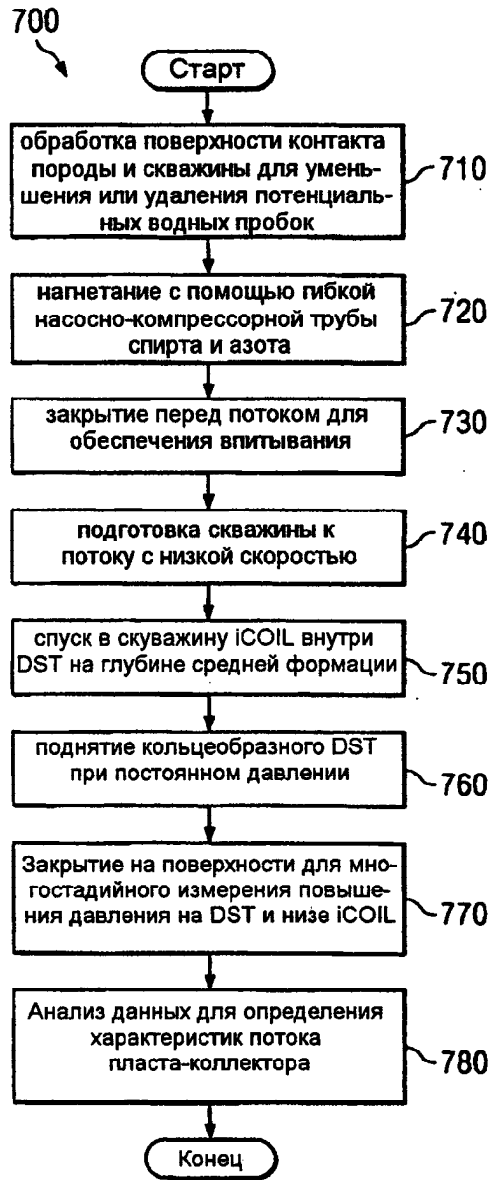 700
Старт
обработка поверхности контакта
породы и скважины для умень-
шения или удаления потенциаль-
ных водных пробок
710
нагнетание с помощью гибкой
насосно-компрессорной трубы
спирта и азота
720
закрытие перед потоком для
обеспечения впитывания
730
подготовка скважины к
потоку с низкой скоростью
740
спуск в скуважину iCOIL внутри
DST на глубине средней формации
750
поднятие кольцеобразного DST
при постоянном давлении
760
Закрытие на поверхности для мно-
гостадийного измерения повыше-
ния давления на DST и низе iCOIL
770
Анализ данных для определения
характеристик потока
пласта-коллектора
780
Конец